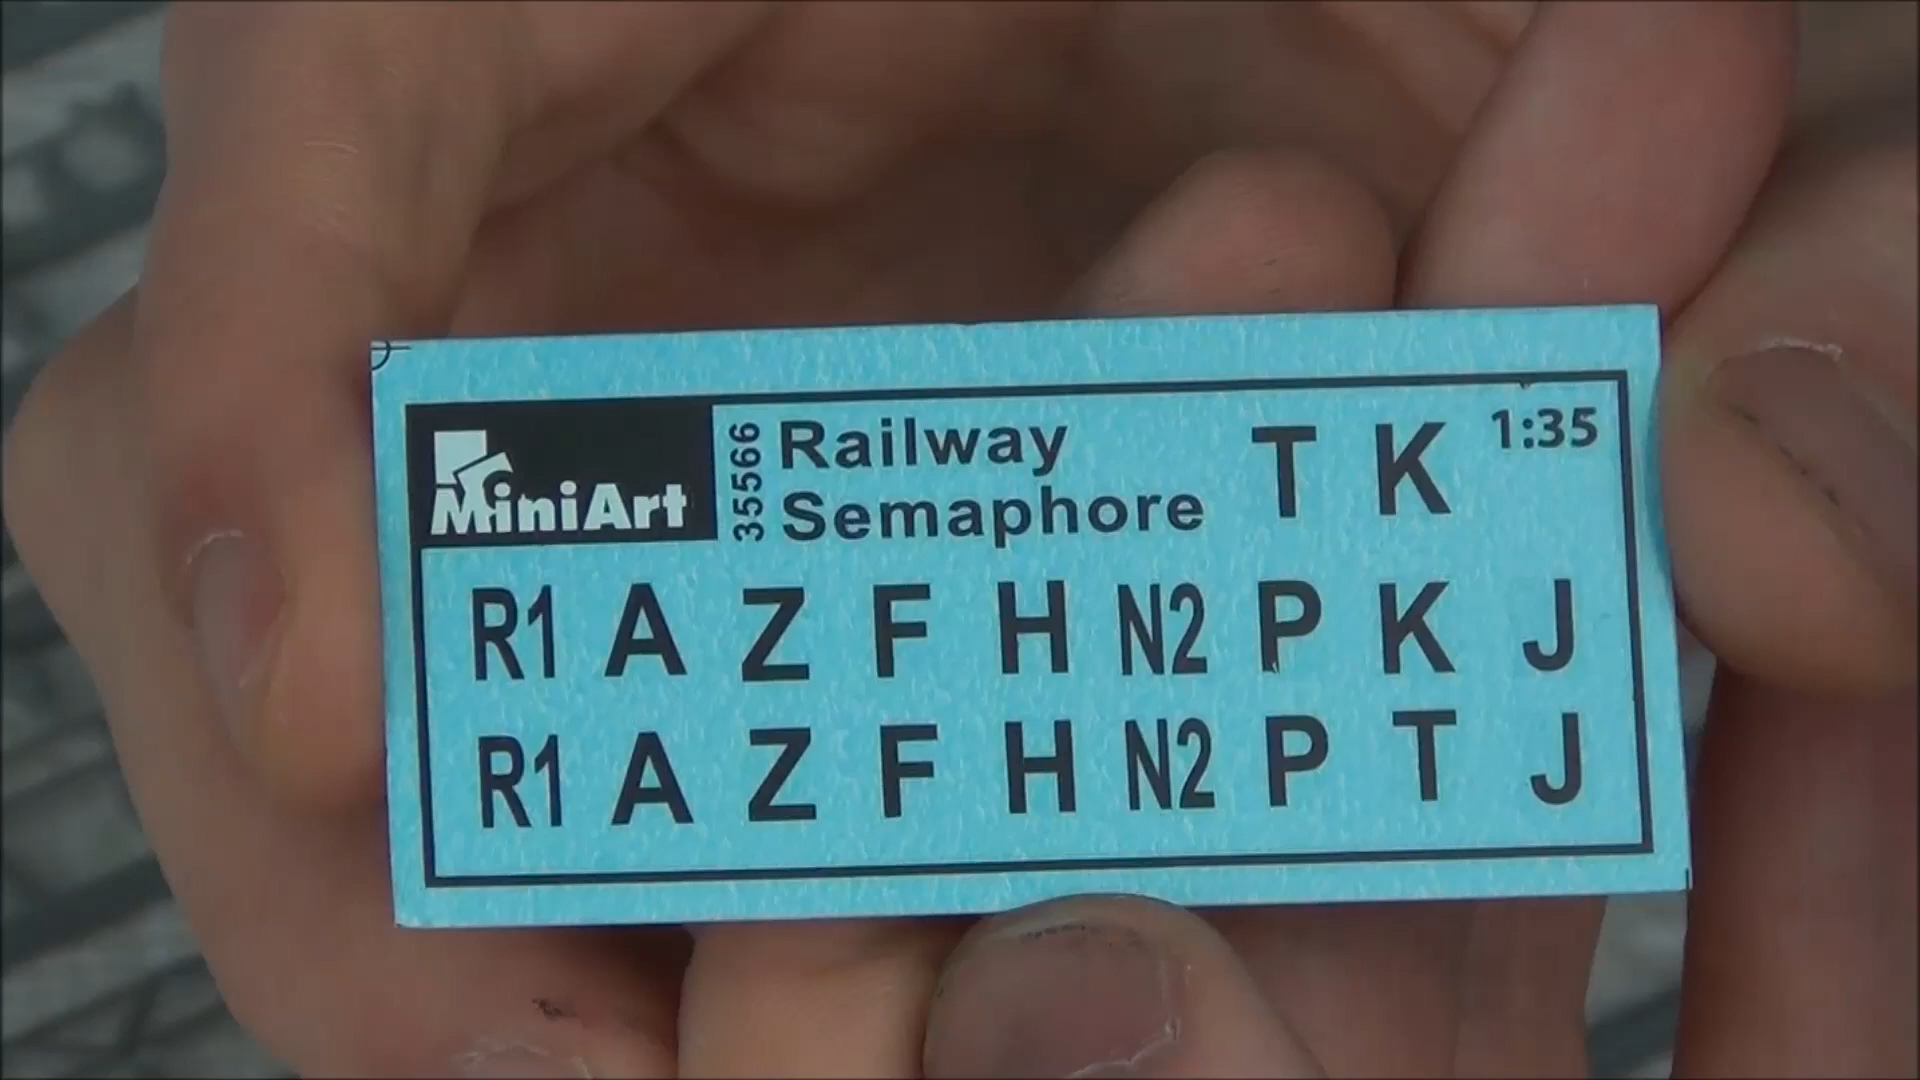 MiniArt
35566
Railway
Semaphore
T K
1:35
R1 A Z F H N2 P K J
R1 A Z F H N2 P T J